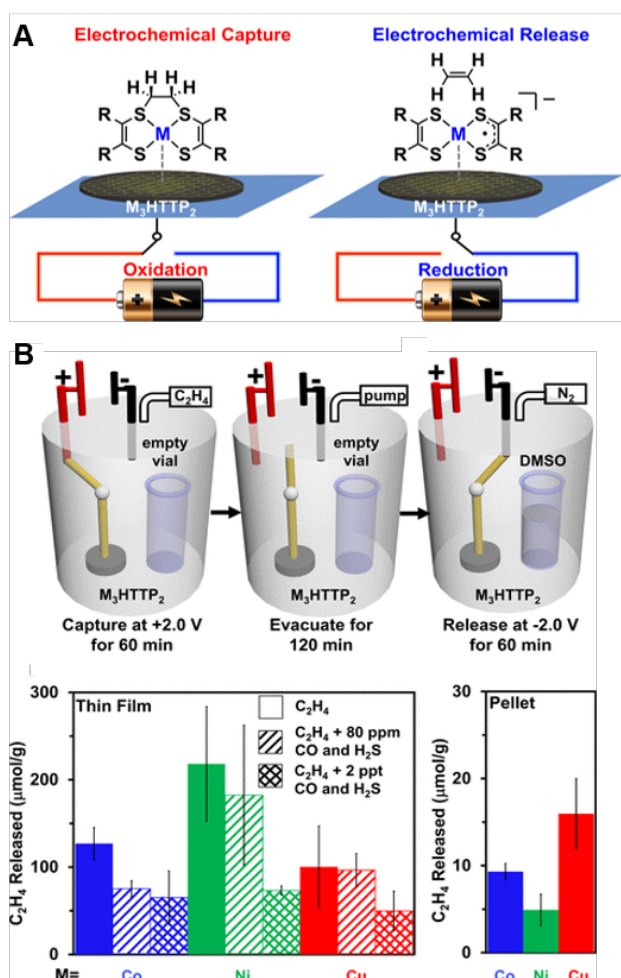 A
Electrochemical Capture
Electrochemical Release
H H H H
H H
H H
R S S R
R S S R
M
R S S R
R S S R
M
M₃HTTP₂
M₃HTTP₂
Oxidation
Reduction
+
+
B
+ - C₂H₄
+ - pump
+ - N₂
empty
vial
empty
vial
DMSO
M₃HTTP₂
M₃HTTP₂
M₃HTTP₂
Capture at +2.0 V
for 60 min
Evacuate for
120 min
Release at -2.0 V
for 60 min
Thin Film
C₂H₄
C₂H₄ + 80 ppm
CO and H₂S
C₂H₄ + 2 ppt
CO and H₂S
C₂H₄ Released (μmol/g)
300
200
100
0
M= Co Ni Cu
Pellet
C₂H₄ Released (μmol/g)
30
20
10
0
Co Ni Cu